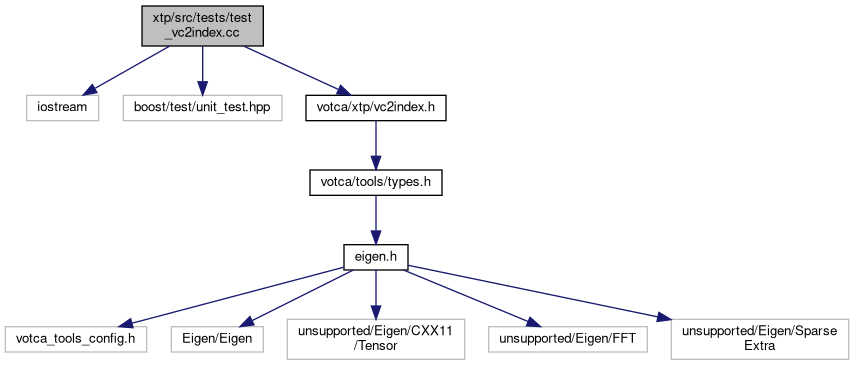 xtp/src/tests/test
_vc2index.cc
iostream
boost/test/unit_test.hpp
votca/xtp/vc2index.h
votca/tools/types.h
eigen.h
votca_tools_config.h
Eigen/Eigen
unsupported/Eigen/CXX11
/Tensor
unsupported/Eigen/FFT
unsupported/Eigen/Sparse
Extra